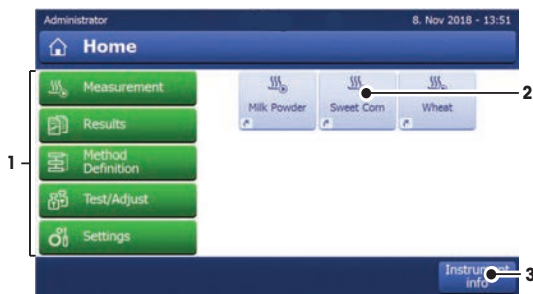 Administrator
8. Nov 2018 - 13:51
Home
Measurement
Results
Method
Definition
Test/Adjust
Settings
Milk Powder
Sweet Corn
Wheat
Instrument
info
1
2
3